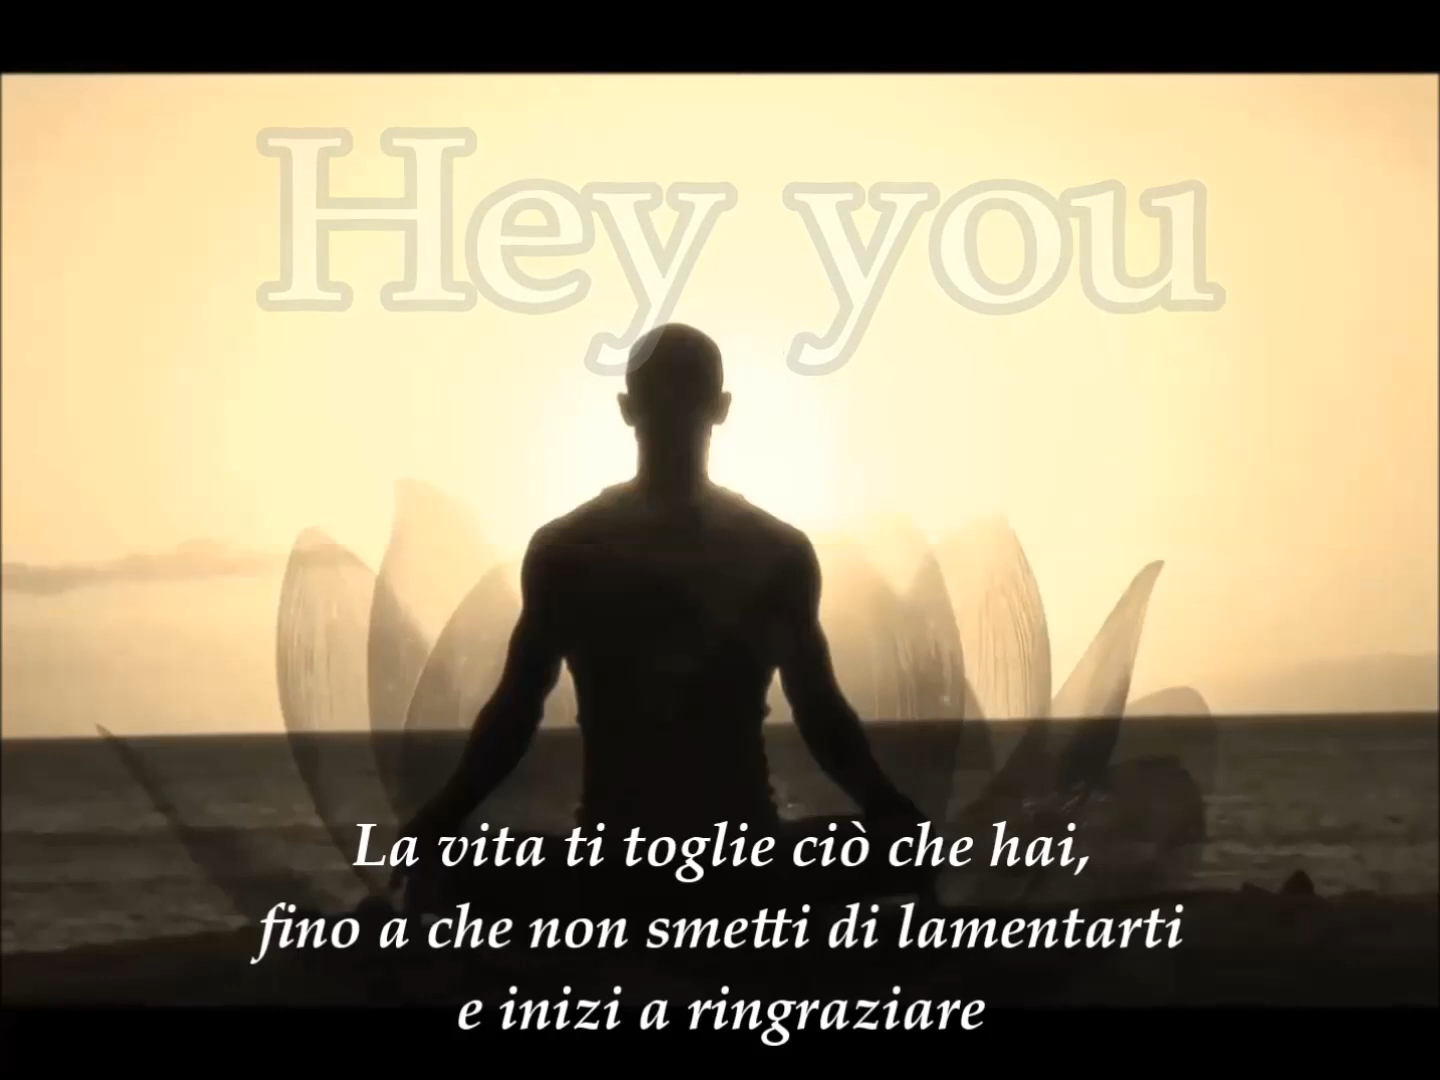 Hey you
La vita ti toglie ciò che hai,
fino a che non smetti di lamentarti
e inizi a ringraziare